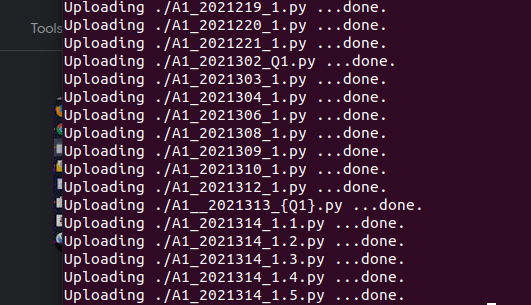 Tools
Uploading ./A1_2021219_1.py ...done.
Uploading ./A1_2021220_1.py ...done.
Uploading ./A1_2021221_1.py ...done.
Uploading ./A1_2021302_Q1.py ...done.
Uploading ./A1_2021303_1.py ...done.
Uploading ./A1_2021304_1.py ...done.
Uploading ./A1_2021306_1.py ...done.
Uploading ./A1_2021308_1.py ...done.
Uploading ./A1_2021309_1.py ...done.
Uploading ./A1_2021310_1.py ...done.
Uploading ./A1_2021312_1.py ...done.
Uploading ./A1__2021313_{Q1}.py ...done.
Uploading ./A1_2021314_1.1.py ...done.
Uploading ./A1_2021314_1.2.py ...done.
Uploading ./A1_2021314_1.3.py ...done.
Uploading ./A1_2021314_1.4.py ...done.
Uploading ./A1_2021314_1.5.py ...done.